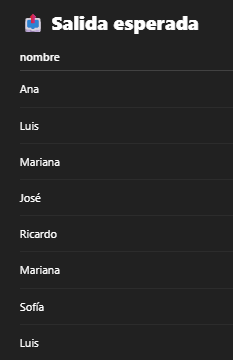 Salida esperada
nombre
Ana
Luis
Mariana
José
Ricardo
Mariana
Sofía
Luis